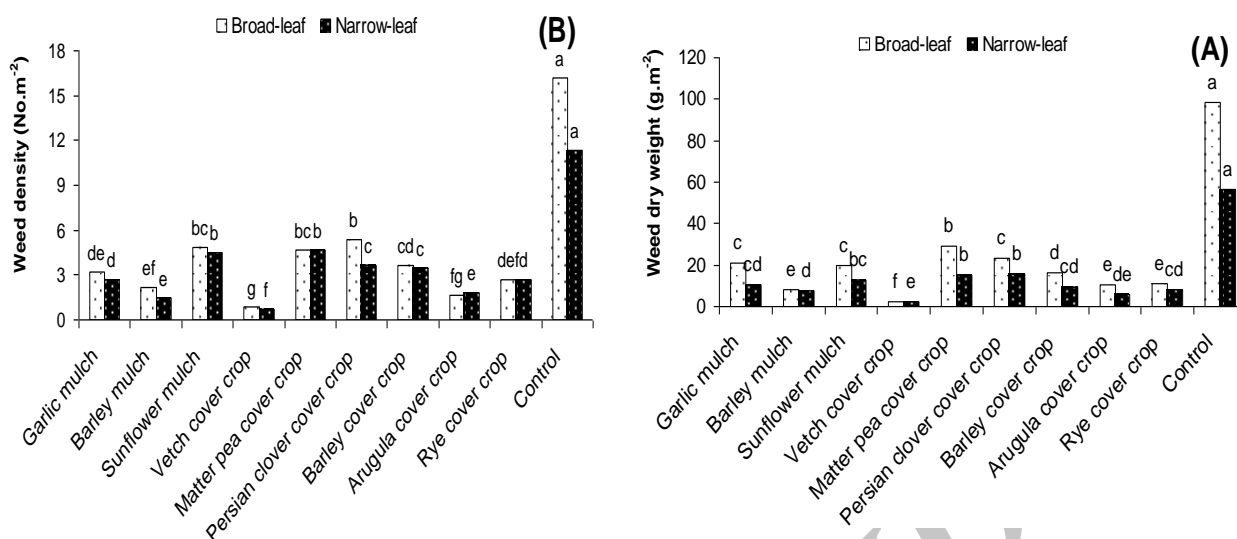 (B)
Broad-leaf Narrow-leaf
Weed density (No.m-2)
18
15
12
9
6
3
0
de d
ef e
bc b
g f
bc b
b c
cd c
fg e
def d
a a
Garlic mulch
Barley mulch
Sunflower mulch
Vetch cover crop
Matter pea cover crop
Persian clover cover crop
Barley cover crop
Arugula cover crop
Rye cover crop
Control
(A)
Broad-leaf Narrow-leaf
Weed dry weight (g.m-2)
120
100
80
60
40
20
0
c cd
e d
c bc
f e
b b
c b
d cd
e de
e cd
a a
Garlic mulch
Barley mulch
Sunflower mulch
Vetch cover crop
Matter pea cover crop
Persian clover cover crop
Barley cover crop
Arugula cover crop
Rye cover crop
Control